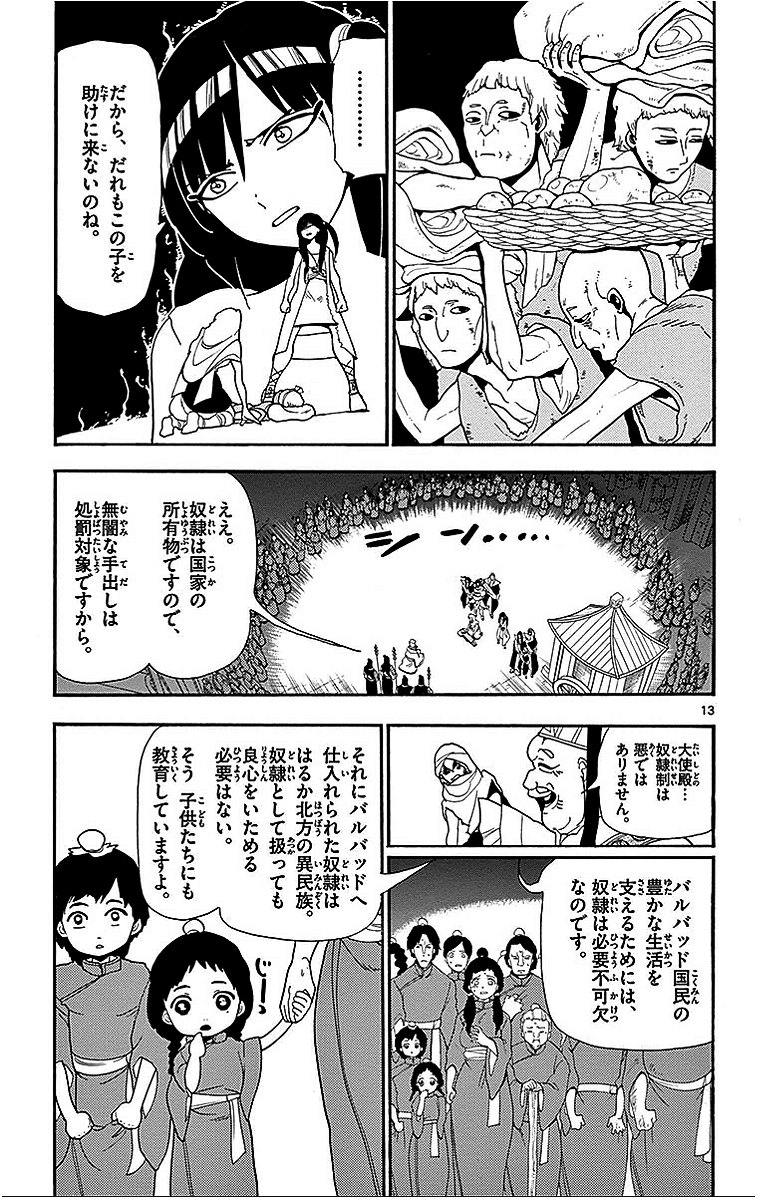 …………
だから、だれもこの子を
助けに来ないのね。
シーン……
ええ。
奴隷は国家の
所有物ですので、
無闇な手出しは
処罰対象ですから。
13
大使殿…
奴隷制は
悪では
ありません。
バルバッド国民の
豊かな生活を
支えるためには、
奴隷は必要不可欠
なのです。
それにバルバッドへ
仕入れられた奴隷は
はるか北方の異民族。
奴隷として扱っても
良心をいためる
必要はない。
そう 子供たちにも
教育していますよ。
じーっ